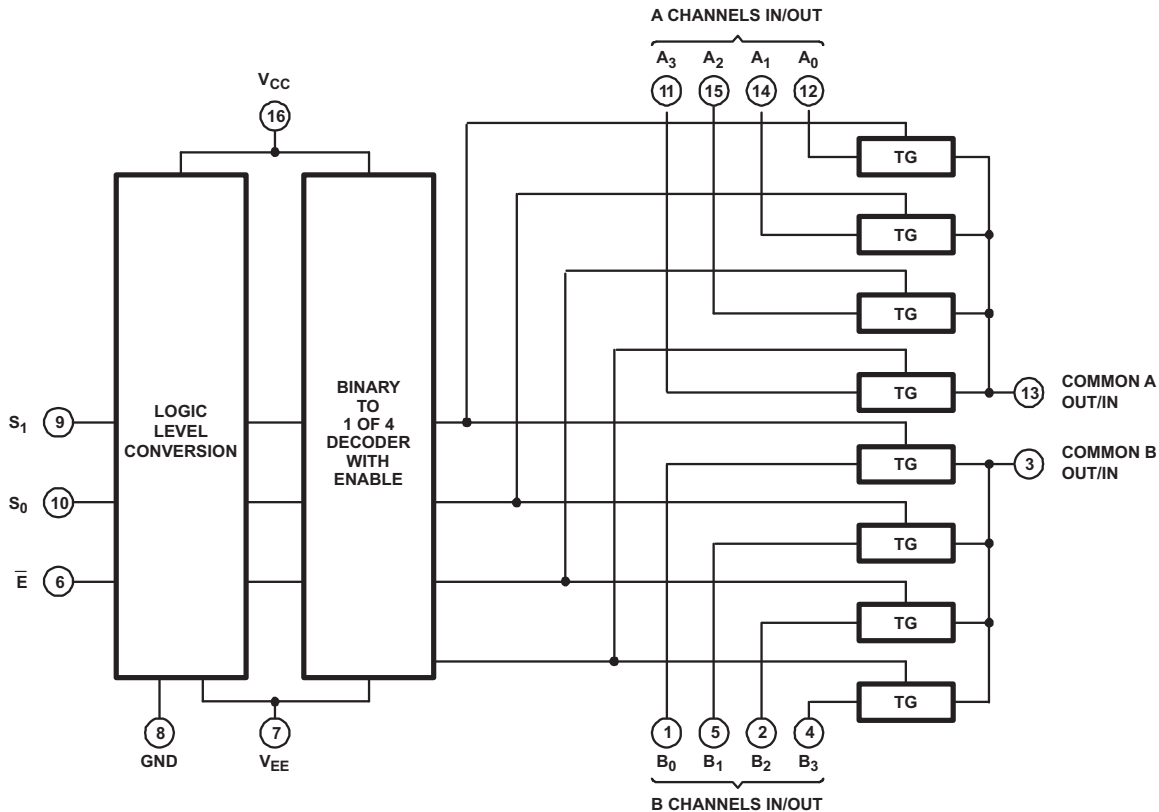 A CHANNELS IN/OUT
A3 A2 A1 A0
11 15 14 12
VCC
16
TG
TG
TG
TG
13 COMMON A
OUT/IN
S1 9
S0 10
E̅ 6
LOGIC
LEVEL
CONVERSION
BINARY
TO
1 OF 4
DECODER
WITH
ENABLE
TG
3 COMMON B
OUT/IN
TG
TG
TG
8
GND
7
VEE
1 5 2 4
B0 B1 B2 B3
B CHANNELS IN/OUT